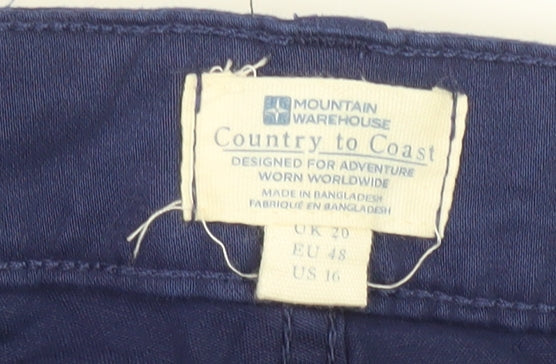 MOUNTAIN
WAREHOUSE
Country to Coast
DESIGNED FOR ADVENTURE
WORN WORLDWIDE
MADE IN BANGLADESH
FABRIQUÉ EN BANGLADESH
UK 20
EU 48
US 16